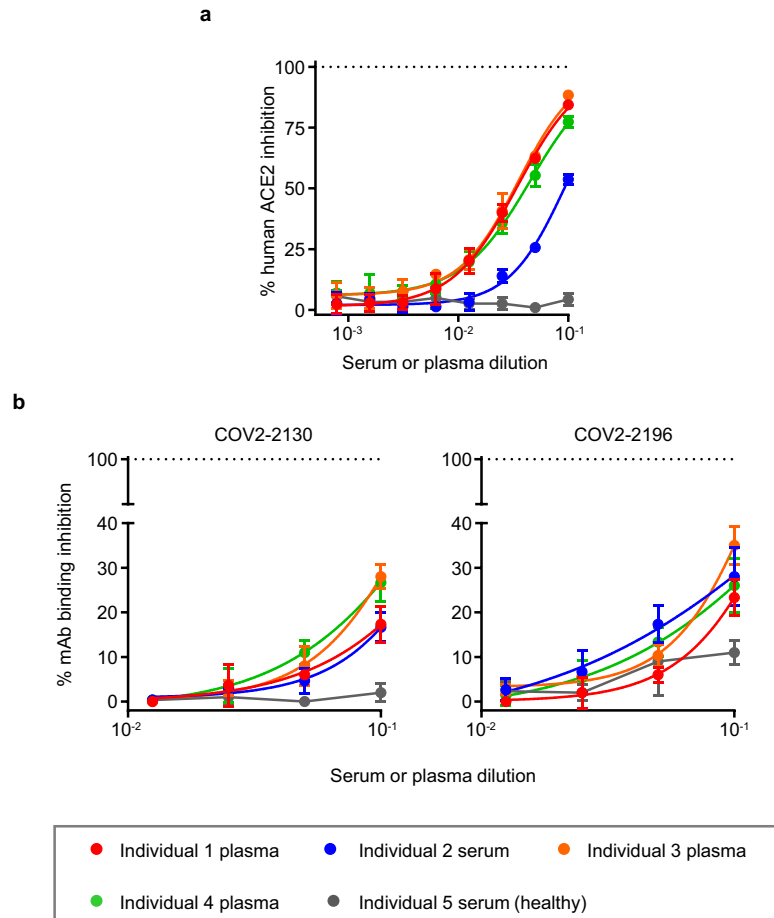 a
100
75
50
25
0
% human ACE2 inhibition
10-3 10-2 10-1
Serum or plasma dilution
b
COV2-2130 COV2-2196
100 100
40
30
20
10
0
% mAb binding inhibition
40
30
20
10
0
10-2 10-1 10-2 10-1
Serum or plasma dilution
Individual 1 plasma Individual 2 serum Individual 3 plasma
Individual 4 plasma Individual 5 serum (healthy)